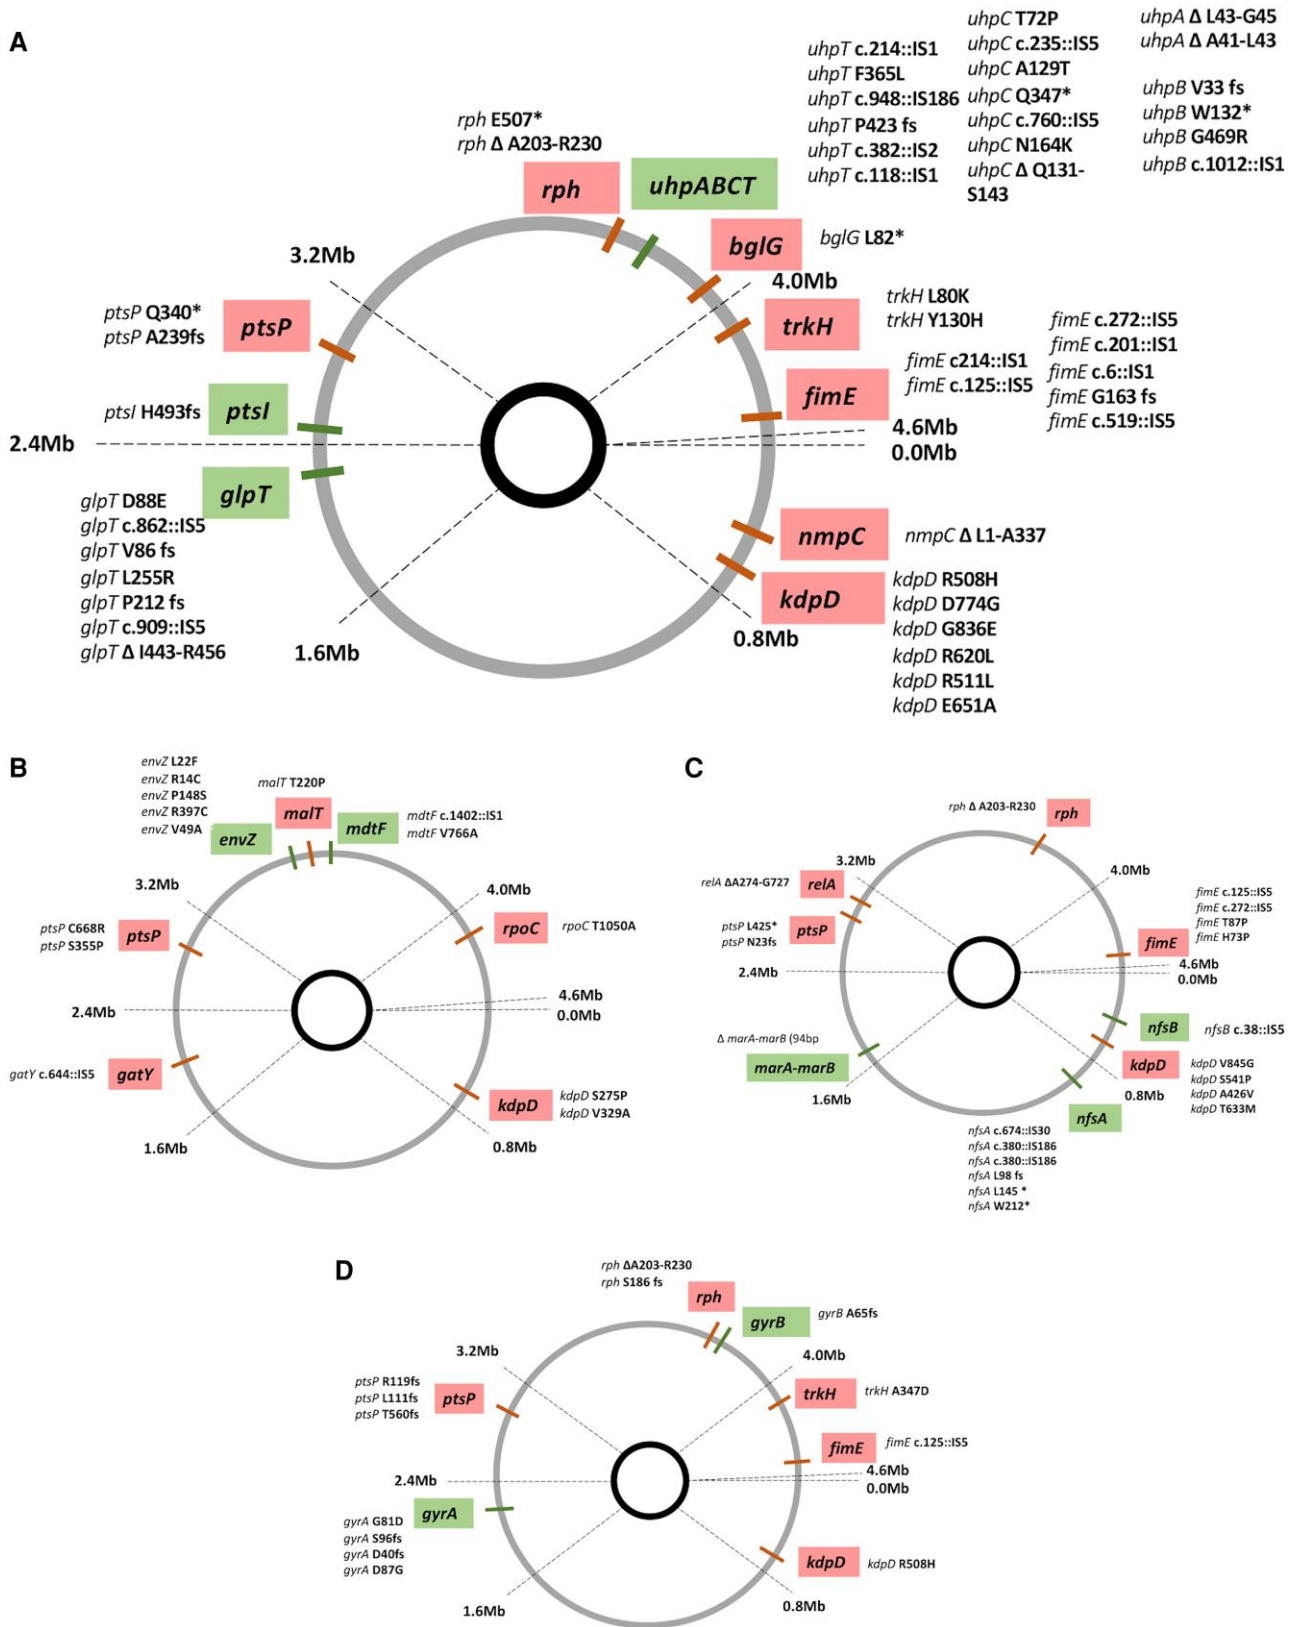 A
uhpT c.214::IS1
uhpT F365L
uhpT c.948::IS186
uhpT P423 fs
uhpT c.382::IS2
uhpT c.118::IS1
uhpC T72P
uhpC c.235::IS5
uhpC A129T
uhpC Q347*
uhpC c.760::IS5
uhpC N164K
uhpC Δ Q131-
S143
uhpA Δ L43-G45
uhpA Δ A41-L43
uhpB V33 fs
uhpB W132*
uhpB G469R
uhpB c.1012::IS1
rph E507*
rph Δ A203-R230
rph
uhpABCT
bglG
bglG L82*
3.2Mb
4.0Mb
ptsP Q340*
ptsP A239fs
ptsP
trkH
trkH L80K
trkH Y130H
fimE c214::IS1
fimE c.125::IS5
fimE c.272::IS5
fimE c.201::IS1
fimE c.6::IS1
fimE G163 fs
fimE c.519::IS5
fimE
ptsI H493fs
ptsI
2.4Mb
4.6Mb
0.0Mb
glpT
glpT D88E
glpT c.862::IS5
glpT V86 fs
glpT L255R
glpT P212 fs
glpT c.909::IS5
glpT Δ I443-R456
nmpC
nmpC Δ L1-A337
kdpD
kdpD R508H
kdpD D774G
kdpD G836E
kdpD R620L
kdpD R511L
kdpD E651A
1.6Mb
0.8Mb
B
envZ L22F
envZ R14C
envZ P148S
envZ R397C
envZ V49A
envZ
malT T220P
malT
mdtF
mdtF c.1402::IS1
mdtF V766A
3.2Mb
4.0Mb
ptsP C668R
ptsP S355P
ptsP
rpoC
rpoC T1050A
2.4Mb
4.6Mb
0.0Mb
gatY c.644::IS5
gatY
kdpD
kdpD S275P
kdpD V329A
1.6Mb
0.8Mb
C
rph Δ A203-R230
rph
3.2Mb
4.0Mb
relA ΔA274-G727
relA
ptsP L425*
ptsP N23fs
ptsP
fimE c.125::IS5
fimE c.272::IS5
fimE T87P
fimE H73P
fimE
2.4Mb
4.6Mb
0.0Mb
nfsB
nfsB c.38::IS5
Δ marA-marB (94bp
marA-marB
kdpD
kdpD V845G
kdpD S541P
kdpD A426V
kdpD T633M
1.6Mb
0.8Mb
nfsA
nfsA c.674::IS30
nfsA c.380::IS186
nfsA c.380::IS186
nfsA L98 fs
nfsA L145 *
nfsA W212*
D
rph ΔA203-R230
rph S186 fs
rph
gyrB
gyrB A65fs
3.2Mb
4.0Mb
ptsP R119fs
ptsP L111fs
ptsP T560fs
ptsP
trkH
trkH A347D
fimE
fimE c.125::IS5
2.4Mb
4.6Mb
0.0Mb
gyrA
gyrA G81D
gyrA S96fs
gyrA D40fs
gyrA D87G
kdpD
kdpD R508H
1.6Mb
0.8Mb